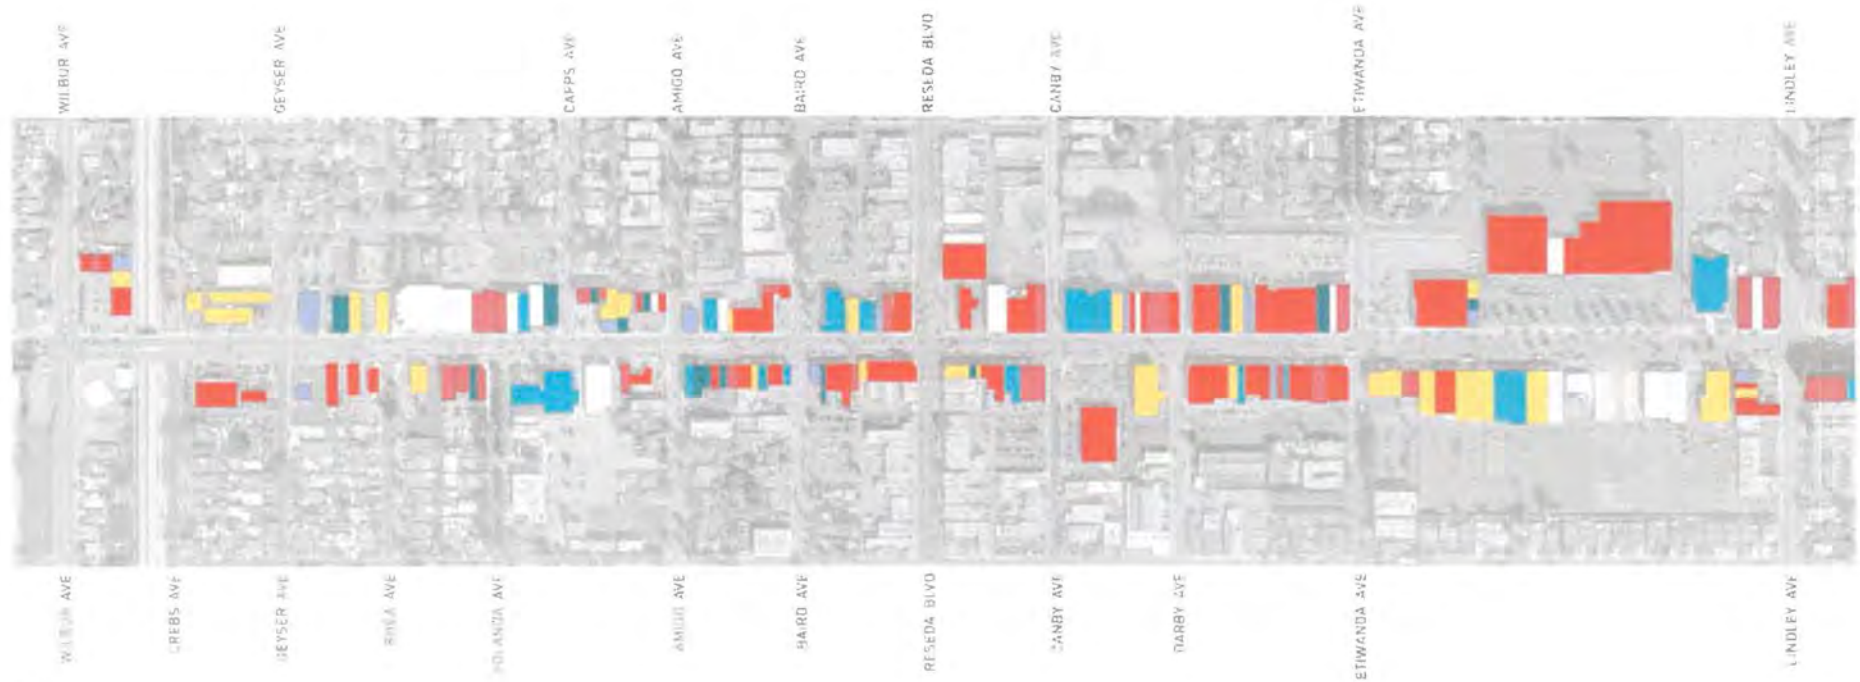 WILBUR AVE
GEYSER AVE
CAPPS AVE
AMIGO AVE
BAIRD AVE
RESEDA BLVD
CANBY AVE
ETIWANDA AVE
LINDLEY AVE
WILBUR AVE
CREBS AVE
GEYSER AVE
RHEA AVE
YOLANDA AVE
AMIGO AVE
BAIRD AVE
RESEDA BLVD
CANBY AVE
DARBY AVE
ETIWANDA AVE
LINDLEY AVE